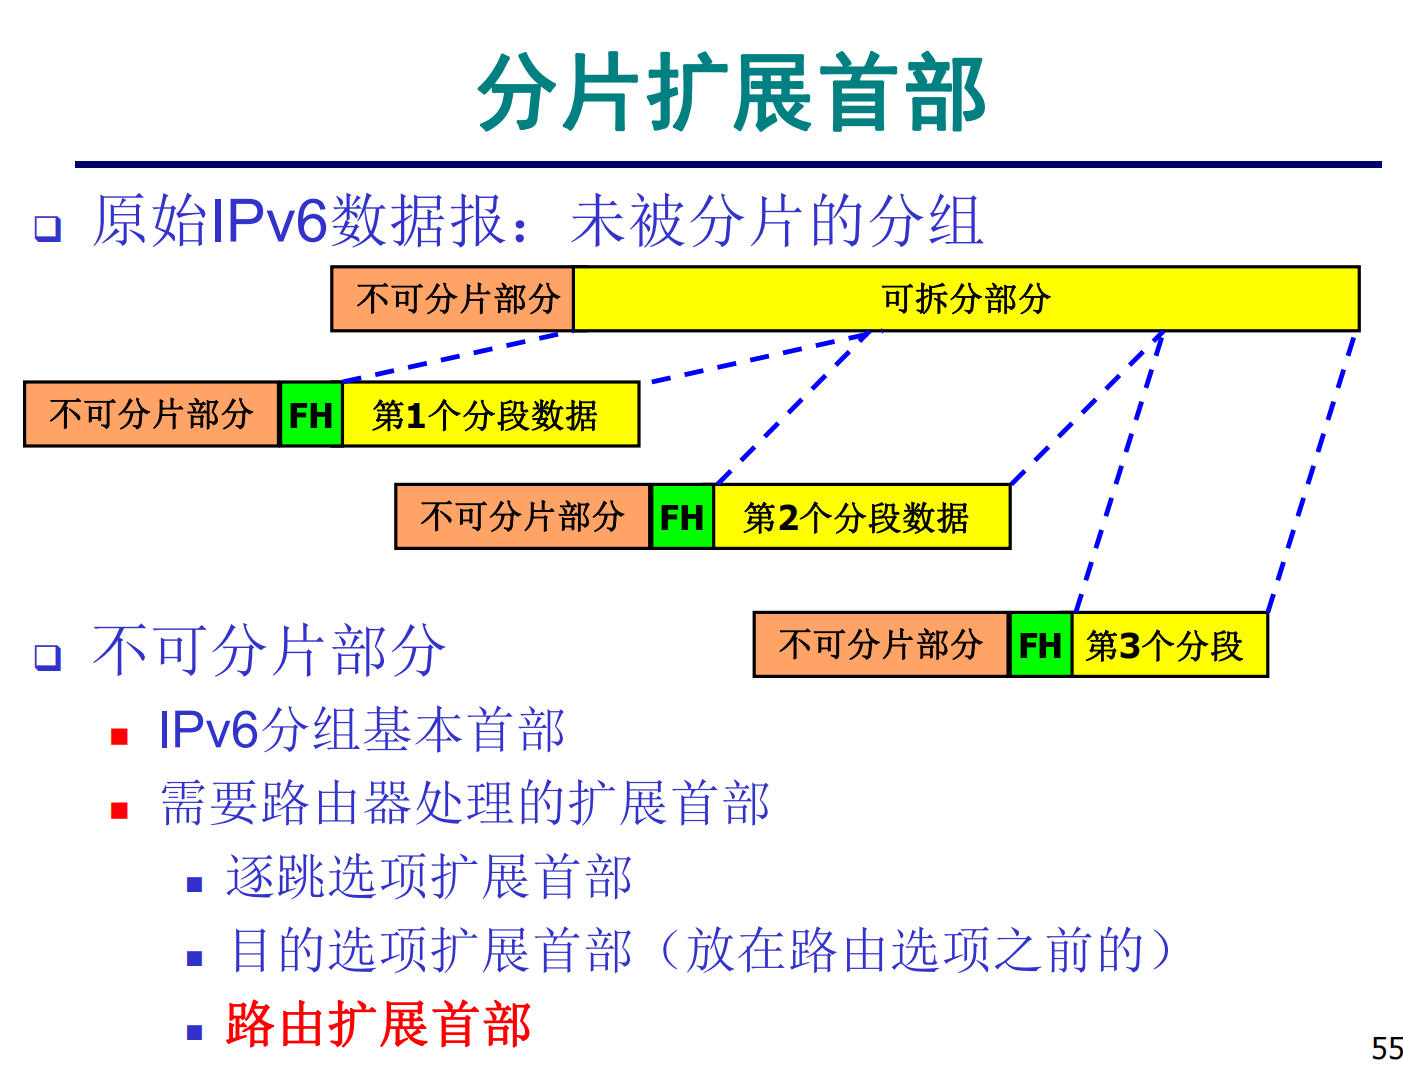 分片扩展首部
原始IPv6数据报：未被分片的分组
不可分片部分 可拆分部分
不可分片部分 FH 第1个分段数据
不可分片部分 FH 第2个分段数据
不可分片部分 FH 第3个分段
不可分片部分
IPv6分组基本首部
需要路由器处理的扩展首部
逐跳选项扩展首部
目的选项扩展首部（放在路由选项之前的）
路由扩展首部
55